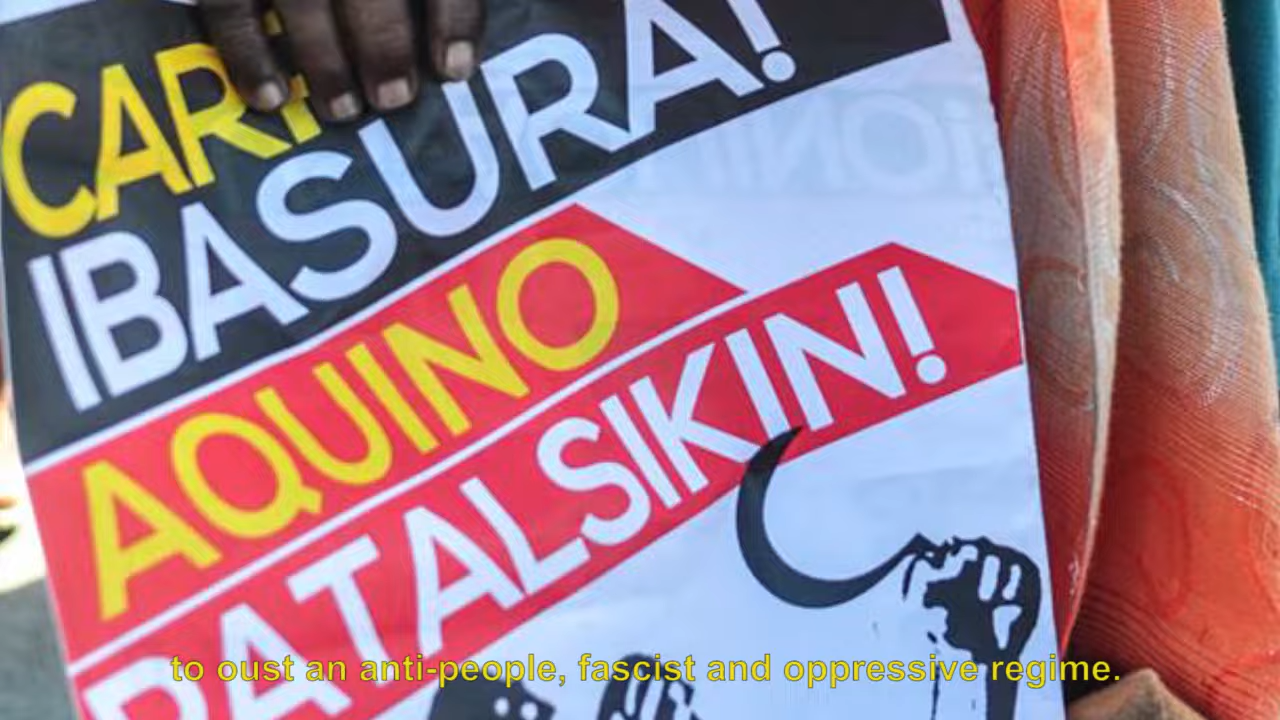 IBASURA!
AQUINO
PATALSIKIN!
to oust an anti-people, fascist and oppressive regime.